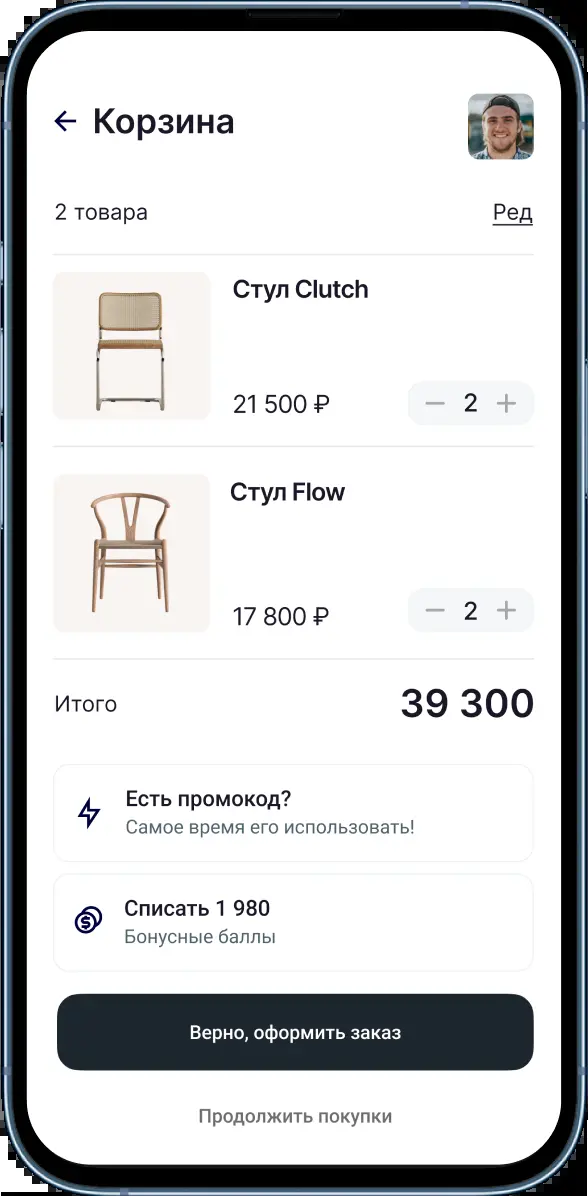 Корзина
2 товара
Ред
Стул Clutch
21 500 ₽
2
Стул Flow
17 800 ₽
2
Итого
39 300
Есть промокод?
Самое время его использовать!
Списать 1 980
Бонусные баллы
Верно, оформить заказ
Продолжить покупки